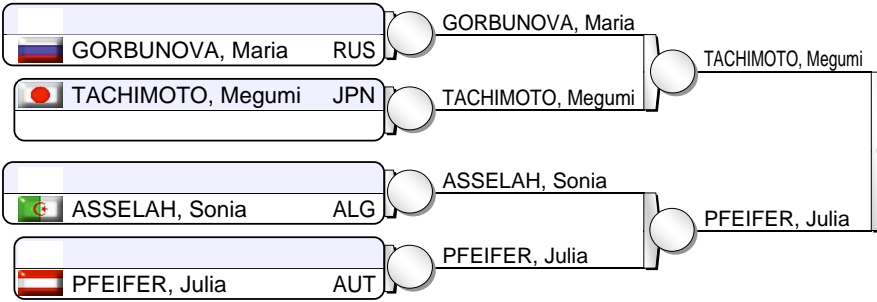 GORBUNOVA, Maria RUS
TACHIMOTO, Megumi JPN
ASSELAH, Sonia ALG
PFEIFER, Julia AUT
GORBUNOVA, Maria
TACHIMOTO, Megumi
ASSELAH, Sonia
PFEIFER, Julia
TACHIMOTO, Megumi
PFEIFER, Julia